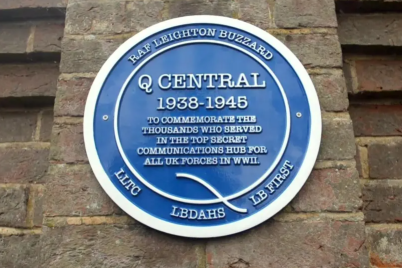 RAF LEIGHTON BUZZARD
Q CENTRAL
1938-1945
TO COMMEMORATE THE
THOUSANDS WHO SERVED
IN THE TOP SECRET
COMMUNICATIONS HUB FOR
ALL UK FORCES IN WWII.
LLTC
LBDAHS
LB FIRST